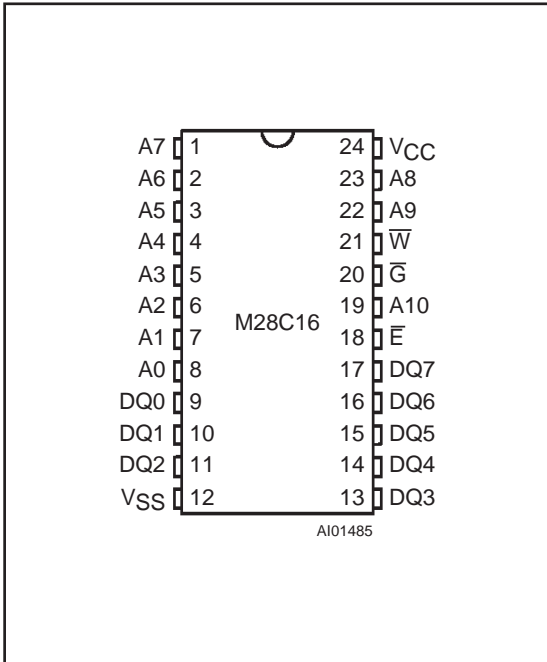 A7 1 24 VCC
A6 2 23 A8
A5 3 22 A9
A4 4 21 W̅
A3 5 20 G̅
A2 6 19 A10
M28C16
A1 7 18 E̅
A0 8 17 DQ7
DQ0 9 16 DQ6
DQ1 10 15 DQ5
DQ2 11 14 DQ4
VSS 12 13 DQ3
AI01485